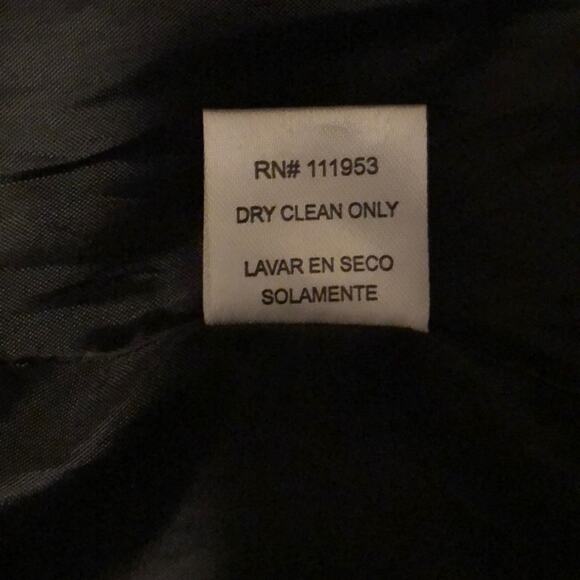 RN# 111953
DRY CLEAN ONLY
LAVAR EN SECO
SOLAMENTE